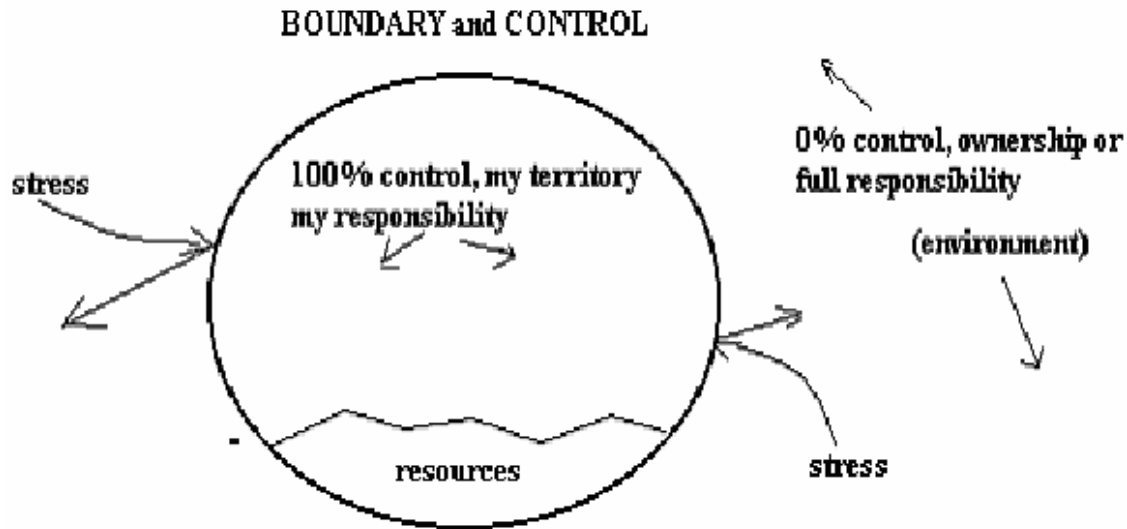 BOUNDARY and CONTROL
stress
100% control, my territory
my responsibility
0% control, ownership or
full responsibility
(environment)
resources
stress